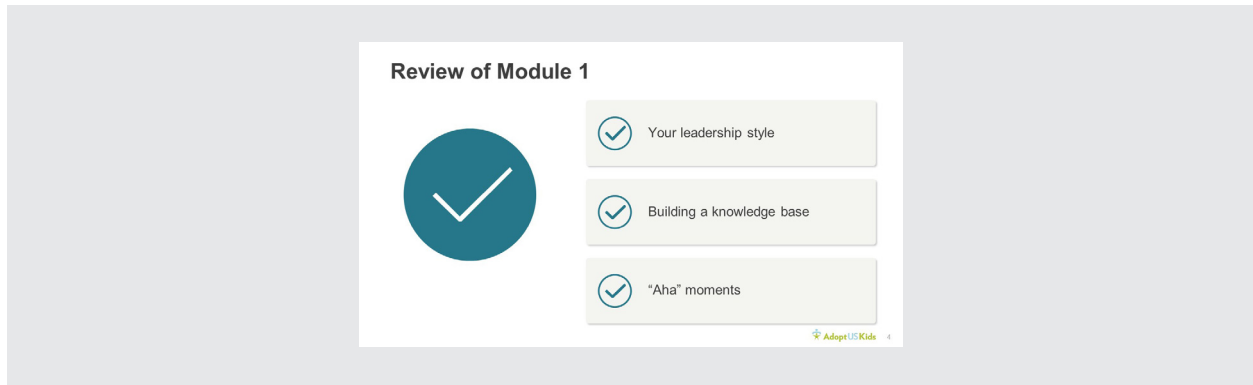 Review of Module 1
Your leadership style
Building a knowledge base
“Aha” moments
AdoptUSKids 4